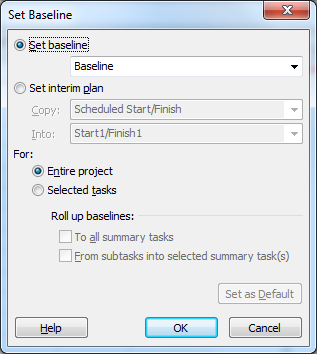 Set Baseline
Set baseline
Baseline
Set interim plan
Copy: Scheduled Start/Finish
Into: Start1/Finish1
For:
Entire project
Selected tasks
Roll up baselines:
To all summary tasks
From subtasks into selected summary task(s)
Set as Default
Help OK Cancel